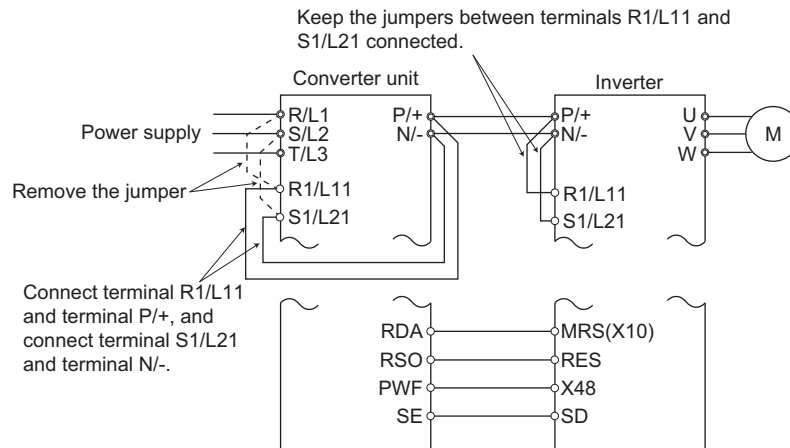 Keep the jumpers between terminals R1/L11 and
S1/L21 connected.
Converter unit
Inverter
Power supply
R/L1
S/L2
T/L3
P/+
N/-
P/+
N/-
U
V
W
M
Remove the jumper
R1/L11
S1/L21
R1/L11
S1/L21
Connect terminal R1/L11
and terminal P/+, and
connect terminal S1/L21
and terminal N/-.
RDA
MRS(X10)
RSO
RES
PWF
X48
SE
SD